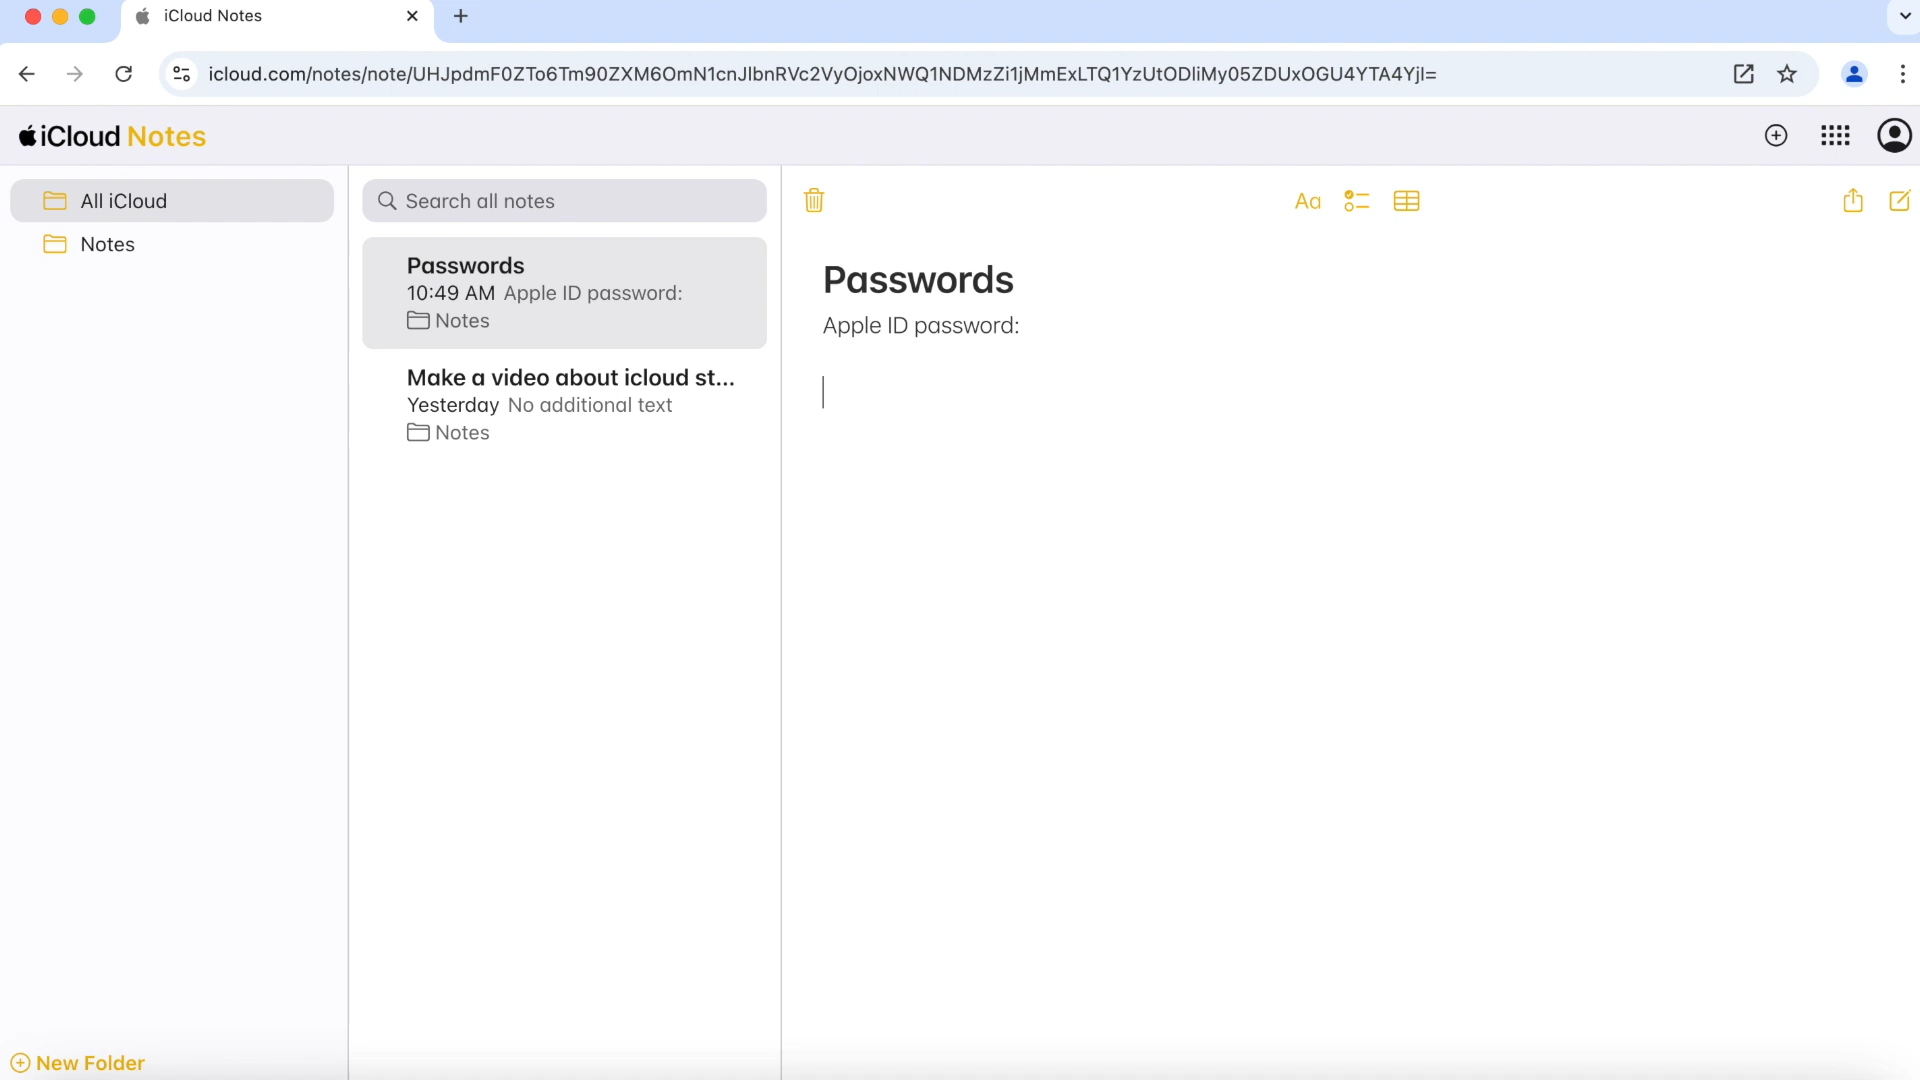 iCloud Notes
icloud.com/notes/note/UHJpdmF0ZTo6Tm90ZXM6OmN1cnJlbnRVc2VyOjoxNWQ1NDMzZi1jMmExLTQ1YzUtODliMy05ZDUxOGU4YTA4YjI=
iCloud Notes
All iCloud
Notes
New Folder
Search all notes
Passwords
10:49 AM Apple ID password:
Notes
Make a video about icloud st...
Yesterday No additional text
Notes
Aa
Passwords
Apple ID password: